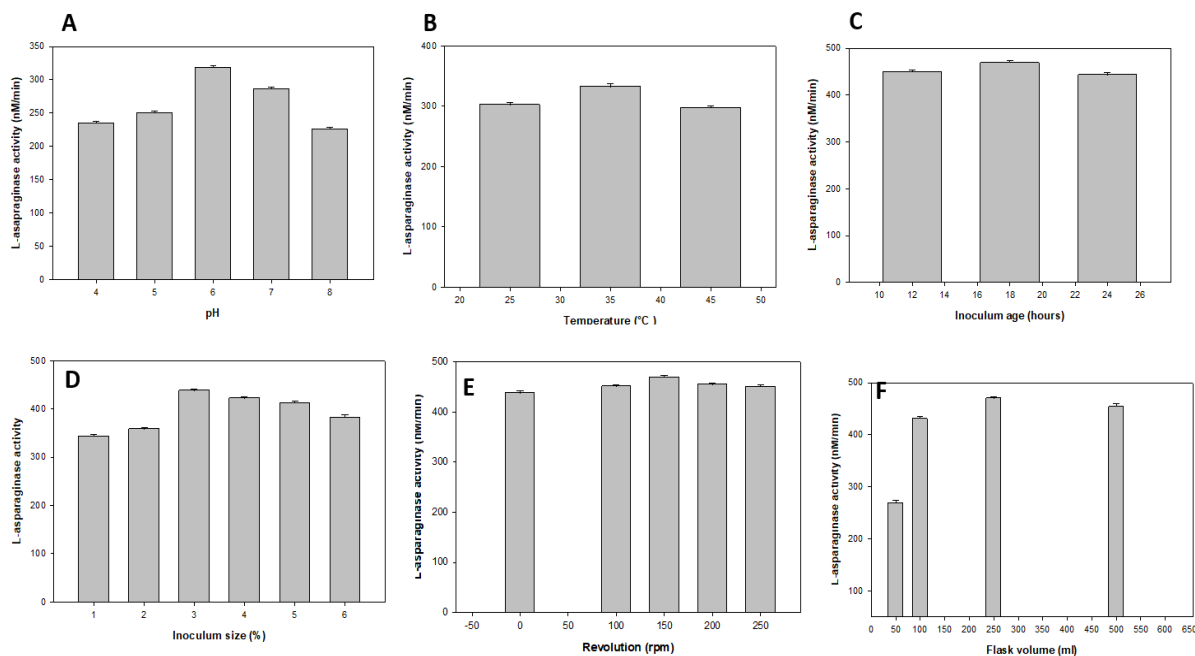 A
350
300
250
200
150
100
50
0
L-asapraginase activity (nM/min)
4 5 6 7 8
pH
B
400
300
200
100
0
L-asparaginase activity (nM/min)
20 25 30 35 40 45 50
Temperature (°C )
C
500
400
300
200
100
0
L-asparaginase activity (nM/min)
10 12 14 16 18 20 22 24 26
Inoculum age (hours)
D
500
400
300
200
100
0
L-asparaginase activity
1 2 3 4 5 6
Inoculum size (%)
E
500
400
300
200
100
0
L-asparaginase activity (nM/min)
-50 0 50 100 150 200 250
Revolution (rpm)
F
500
400
300
200
100
L-asparaginase activity (nM/min)
0 50 100 150 200 250 300 350 400 450 500 550 600 650
Flask volume (ml)